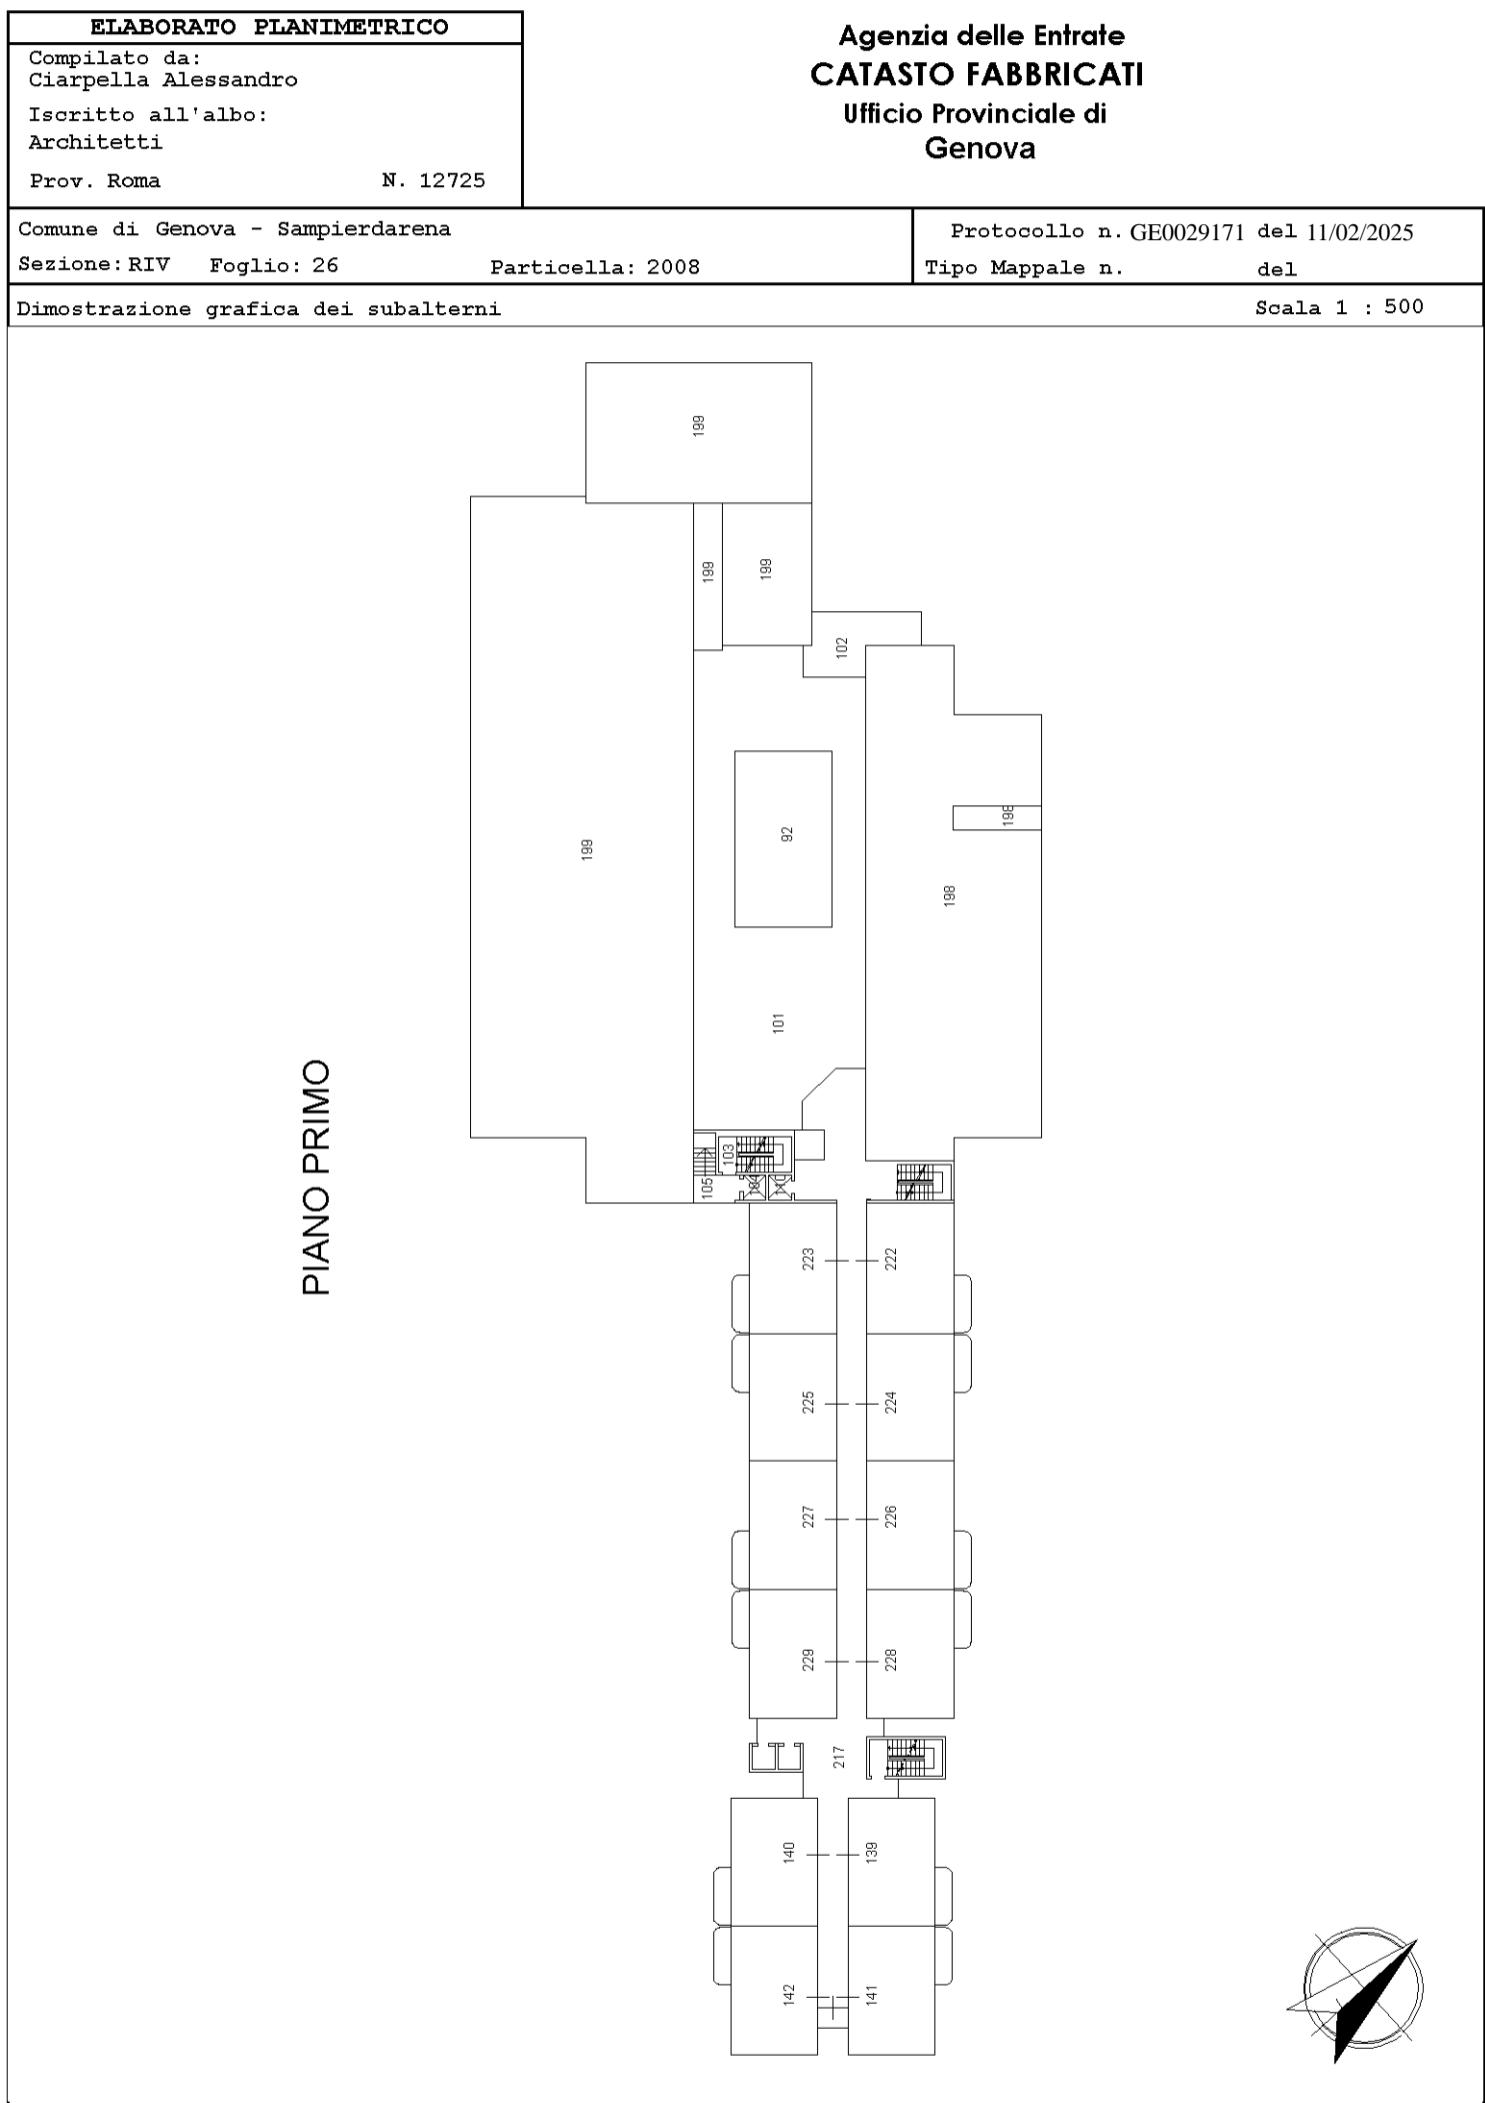 ELABORATO PLANIMETRICO
Compilato da:
Ciarpella Alessandro
Iscritto all'albo:
Architetti
Prov. Roma N. 12725
Agenzia delle Entrate
CATASTO FABBRICATI
Ufficio Provinciale di
Genova
Comune di Genova - Sampierdarena
Sezione: RIV Foglio: 26 Particella: 2008
Protocollo n. GE0029171 del 11/02/2025
Tipo Mappale n. del
Dimostrazione grafica dei subalterni
Scala 1 : 500
199
199
199
102
198
92
199
198
101
PIANO PRIMO
103
105
104
110
223
222
225
224
227
226
229
228
217
140
139
142
141